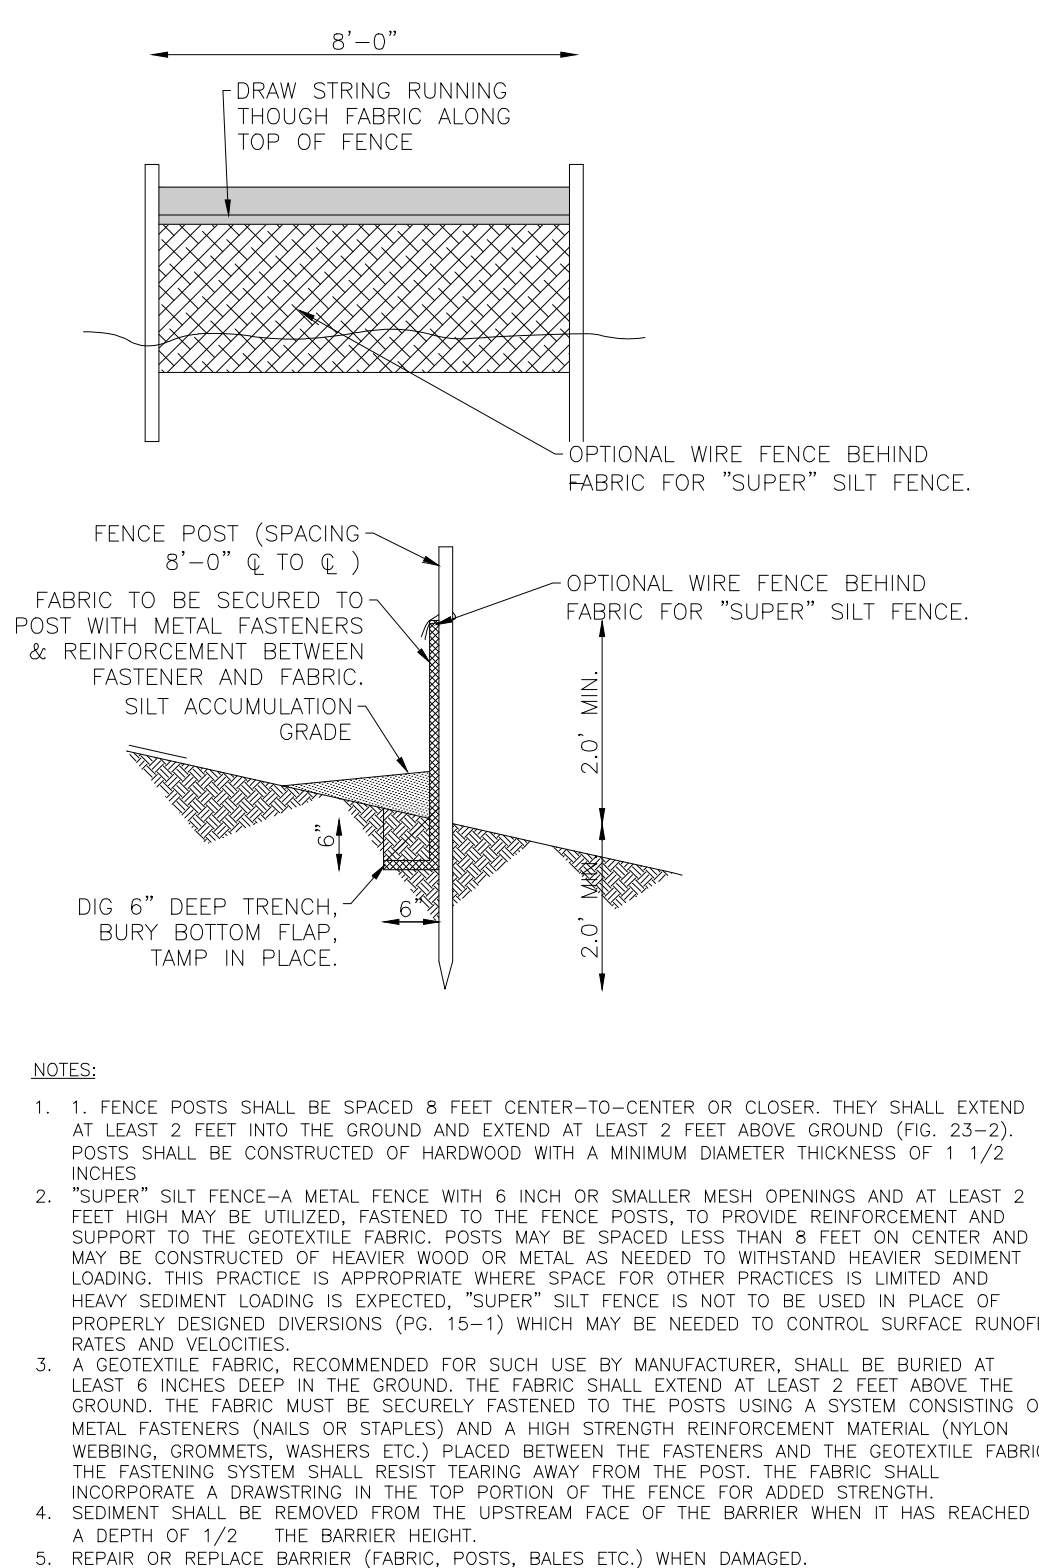 8'-0"
DRAW STRING RUNNING
THOUGH FABRIC ALONG
TOP OF FENCE
OPTIONAL WIRE FENCE BEHIND
FABRIC FOR "SUPER" SILT FENCE.
FENCE POST (SPACING
8'-0" ℄ TO ℄ )
OPTIONAL WIRE FENCE BEHIND
FABRIC FOR "SUPER" SILT FENCE.
FABRIC TO BE SECURED TO
POST WITH METAL FASTENERS
& REINFORCEMENT BETWEEN
FASTENER AND FABRIC.
SILT ACCUMULATION
GRADE
2.0' MIN.
6"
2.0' MIN.
DIG 6" DEEP TRENCH,
BURY BOTTOM FLAP,
TAMP IN PLACE.
6"
NOTES:
1. 1. FENCE POSTS SHALL BE SPACED 8 FEET CENTER-TO-CENTER OR CLOSER. THEY SHALL EXTEND
AT LEAST 2 FEET INTO THE GROUND AND EXTEND AT LEAST 2 FEET ABOVE GROUND (FIG. 23-2).
POSTS SHALL BE CONSTRUCTED OF HARDWOOD WITH A MINIMUM DIAMETER THICKNESS OF 1 1/2
INCHES
2. "SUPER" SILT FENCE-A METAL FENCE WITH 6 INCH OR SMALLER MESH OPENINGS AND AT LEAST 2
FEET HIGH MAY BE UTILIZED, FASTENED TO THE FENCE POSTS, TO PROVIDE REINFORCEMENT AND
SUPPORT TO THE GEOTEXTILE FABRIC. POSTS MAY BE SPACED LESS THAN 8 FEET ON CENTER AND
MAY BE CONSTRUCTED OF HEAVIER WOOD OR METAL AS NEEDED TO WITHSTAND HEAVIER SEDIMENT
LOADING. THIS PRACTICE IS APPROPRIATE WHERE SPACE FOR OTHER PRACTICES IS LIMITED AND
HEAVY SEDIMENT LOADING IS EXPECTED, "SUPER" SILT FENCE IS NOT TO BE USED IN PLACE OF
PROPERLY DESIGNED DIVERSIONS (PG. 15-1) WHICH MAY BE NEEDED TO CONTROL SURFACE RUNOFF
RATES AND VELOCITIES.
3. A GEOTEXTILE FABRIC, RECOMMENDED FOR SUCH USE BY MANUFACTURER, SHALL BE BURIED AT
LEAST 6 INCHES DEEP IN THE GROUND. THE FABRIC SHALL EXTEND AT LEAST 2 FEET ABOVE THE
GROUND. THE FABRIC MUST BE SECURELY FASTENED TO THE POSTS USING A SYSTEM CONSISTING O
METAL FASTENERS (NAILS OR STAPLES) AND A HIGH STRENGTH REINFORCEMENT MATERIAL (NYLON
WEBBING, GROMMETS, WASHERS ETC.) PLACED BETWEEN THE FASTENERS AND THE GEOTEXTILE FABRIC
THE FASTENING SYSTEM SHALL RESIST TEARING AWAY FROM THE POST. THE FABRIC SHALL
INCORPORATE A DRAWSTRING IN THE TOP PORTION OF THE FENCE FOR ADDED STRENGTH.
4. SEDIMENT SHALL BE REMOVED FROM THE UPSTREAM FACE OF THE BARRIER WHEN IT HAS REACHED
A DEPTH OF 1/2 THE BARRIER HEIGHT.
5. REPAIR OR REPLACE BARRIER (FABRIC, POSTS, BALES ETC.) WHEN DAMAGED.